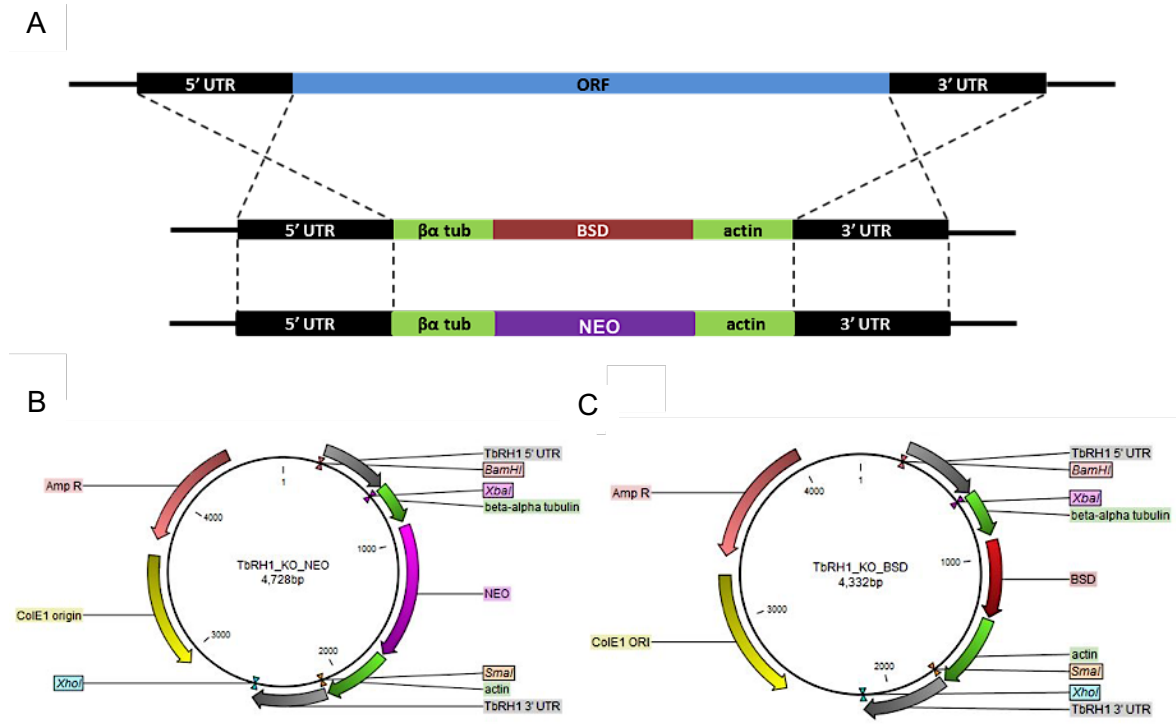 A
5' UTR ORF 3' UTR
5' UTR βα tub BSD actin 3' UTR
5' UTR βα tub NEO actin 3' UTR
B
TbRH1 5' UTR
BamHI
XbaI
beta-alpha tubulin
NEO
SmaI
actin
TbRH1 3' UTR
XhoI
ColE1 origin
Amp R
1
1000
2000
3000
4000
TbRH1_KO_NEO
4,728bp
C
TbRH1 5' UTR
BamHI
XbaI
beta-alpha tubulin
BSD
actin
SmaI
XhoI
TbRH1 3' UTR
ColE1 ORI
Amp R
1
1000
2000
3000
4000
TbRH1_KO_BSD
4,332bp